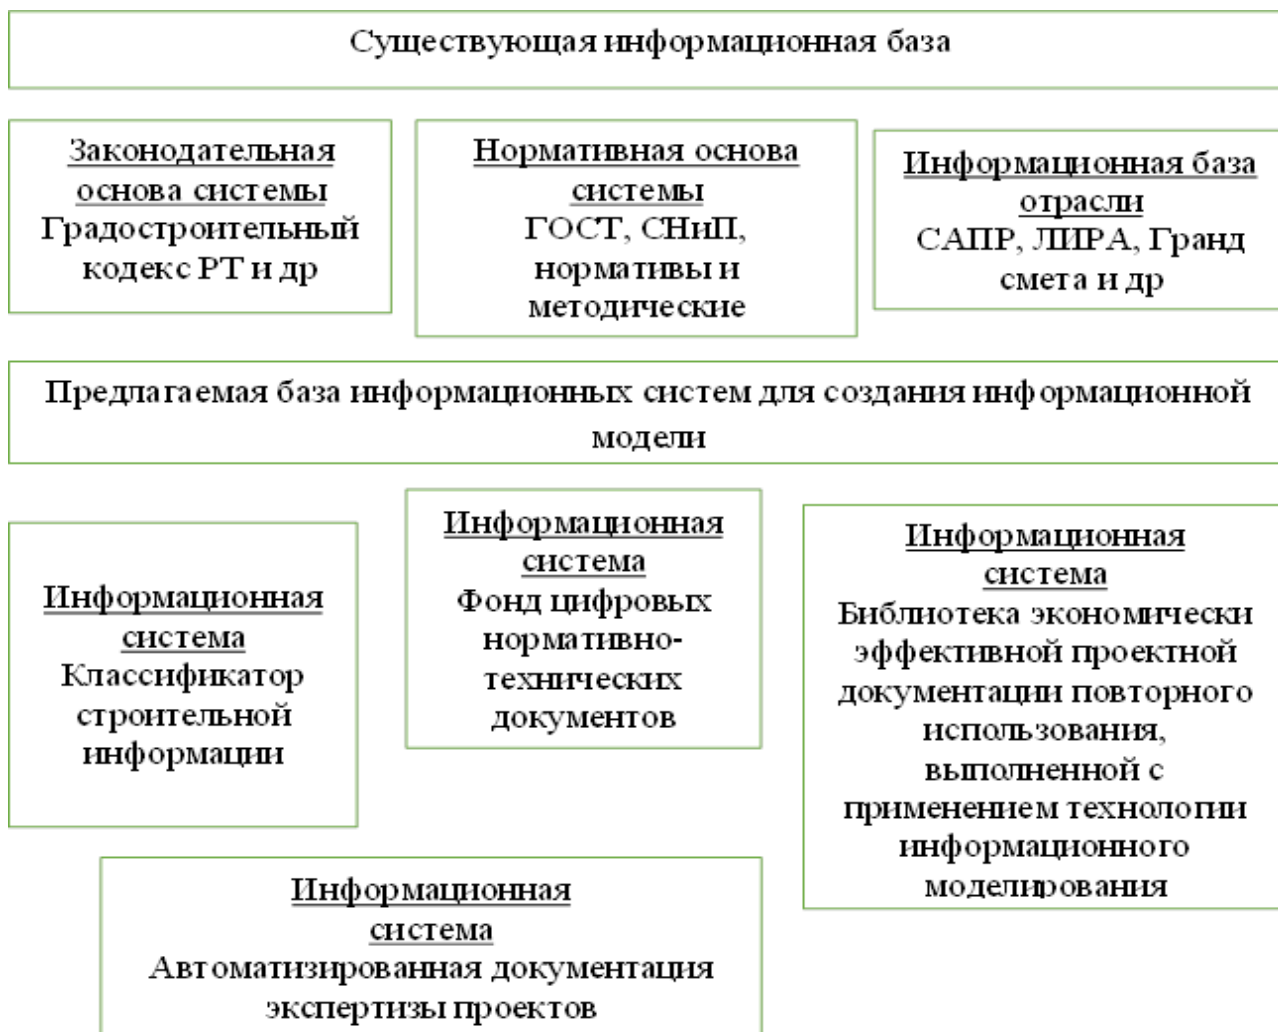 Существующая информационная база
Законодательная
основа системы
Градостроительный
кодекс РТ и др
Нормативная основа
системы
ГОСТ, СНиП,
нормативы и
методические
Информационная база
отрасли
САПР, ЛИРА, Гранд
смета и др
Предлагаемая база информационных систем для создания информационной
модели
Информационная
система
Классификатор
строительной
информации
Информационная
система
Фонд цифровых
нормативно-
технических
документов
Информационная
система
Библиотека экономически
эффективной проектной
документации повторного
использования,
выполненной с
применением технологии
информационного
моделирования
Информационная
система
Автоматизированная документация
экспертизы проектов